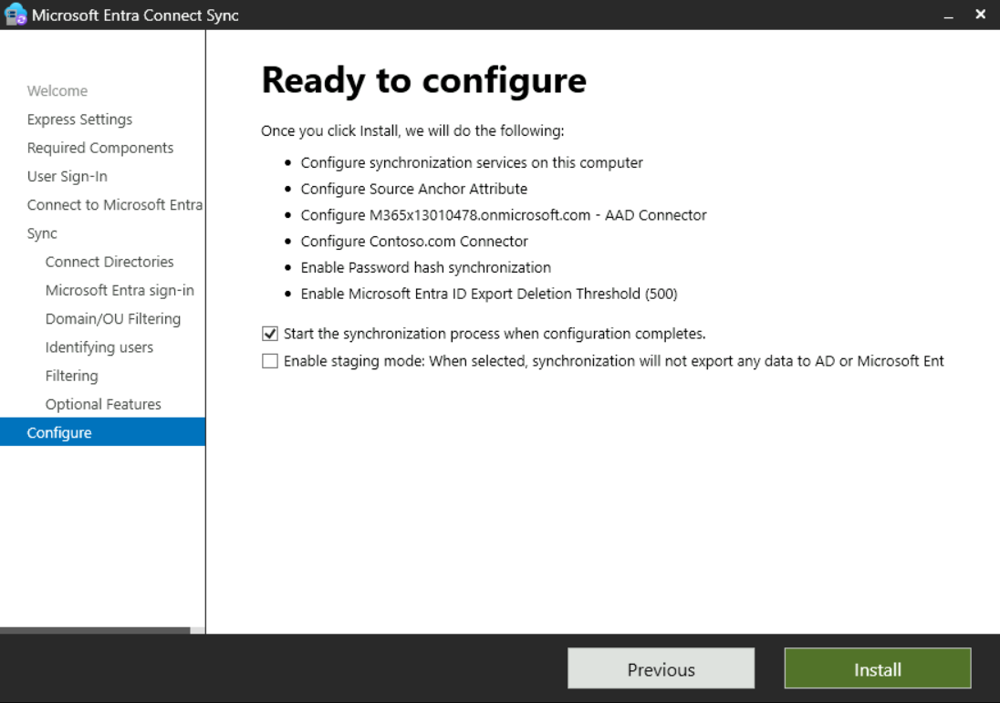 Microsoft Entra Connect Sync
Welcome
Express Settings
Required Components
User Sign-In
Connect to Microsoft Entra
Sync
Connect Directories
Microsoft Entra sign-in
Domain/OU Filtering
Identifying users
Filtering
Optional Features
Configure
Ready to configure
Once you click Install, we will do the following:
• Configure synchronization services on this computer
• Configure Source Anchor Attribute
• Configure M365x13010478.onmicrosoft.com - AAD Connector
• Configure Contoso.com Connector
• Enable Password hash synchronization
• Enable Microsoft Entra ID Export Deletion Threshold (500)
Start the synchronization process when configuration completes.
Enable staging mode: When selected, synchronization will not export any data to AD or Microsoft Ent
Previous
Install